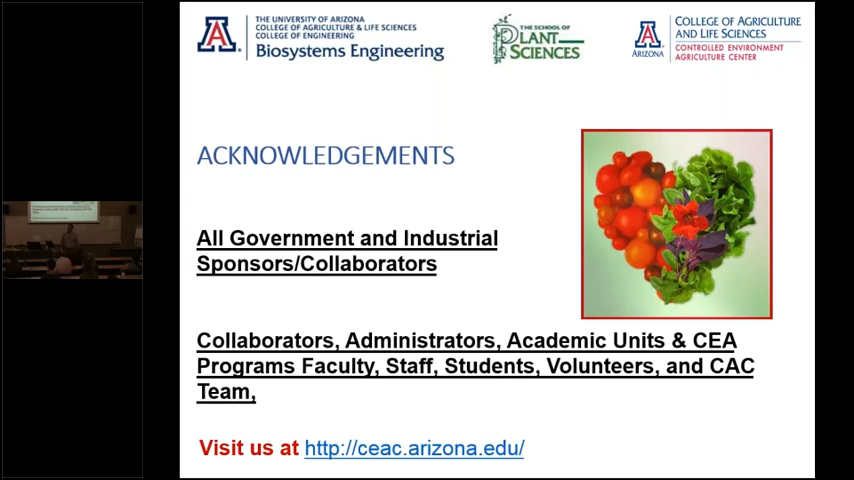 THE UNIVERSITY OF ARIZONA
COLLEGE OF AGRICULTURE & LIFE SCIENCES
COLLEGE OF ENGINEERING
Biosystems Engineering
THE SCHOOL OF
PLANT
SCIENCES
ARIZONA
COLLEGE OF AGRICULTURE
AND LIFE SCIENCES
CONTROLLED ENVIRONMENT
AGRICULTURE CENTER
ACKNOWLEDGEMENTS
All Government and Industrial
Sponsors/Collaborators
Collaborators, Administrators, Academic Units & CEA
Programs Faculty, Staff, Students, Volunteers, and CAC
Team,
Visit us at http://ceac.arizona.edu/